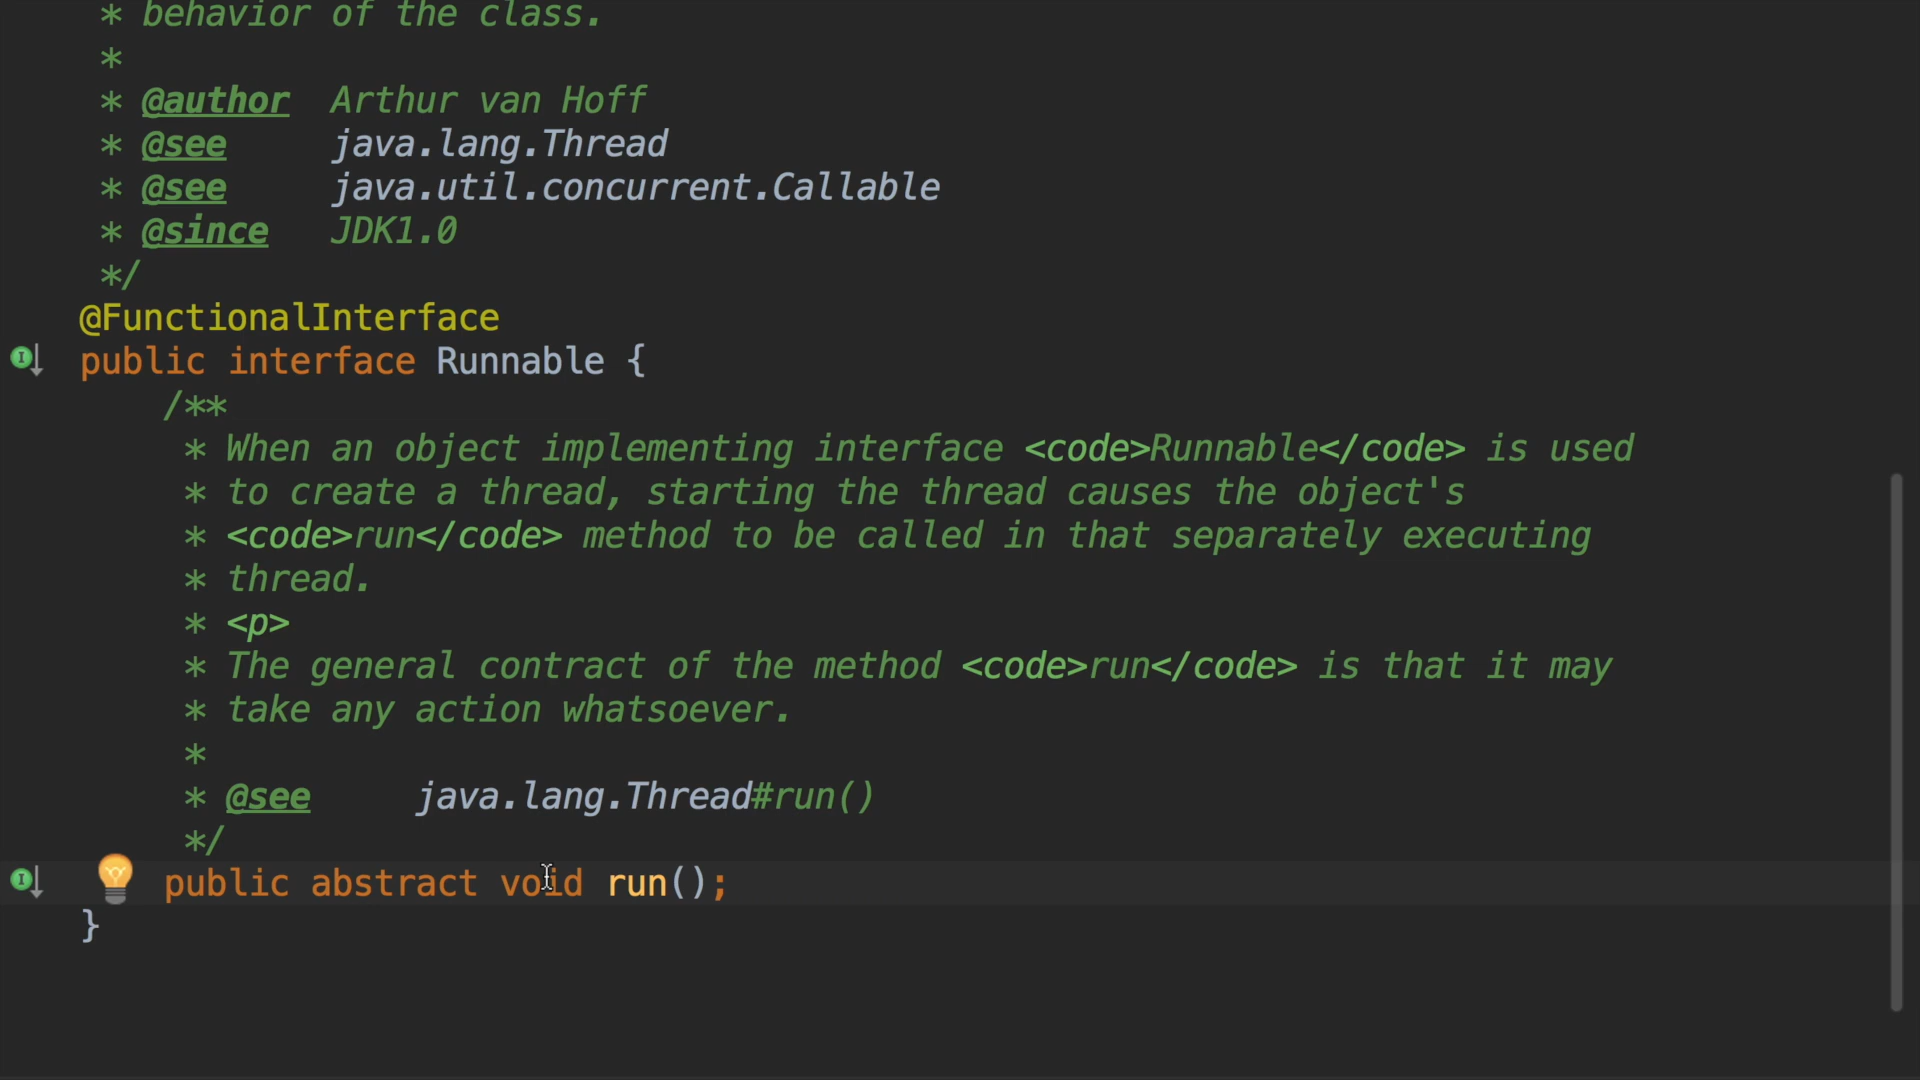 * behavior of the class.
*
* @author  Arthur van Hoff
* @see     java.lang.Thread
* @see     java.util.concurrent.Callable
* @since   JDK1.0
*/
@FunctionalInterface
public interface Runnable {
/**
* When an object implementing interface <code>Runnable</code> is used
* to create a thread, starting the thread causes the object's
* <code>run</code> method to be called in that separately executing
* thread.
* <p>
* The general contract of the method <code>run</code> is that it may
* take any action whatsoever.
*
* @see     java.lang.Thread#run()
*/
public abstract void run();
}